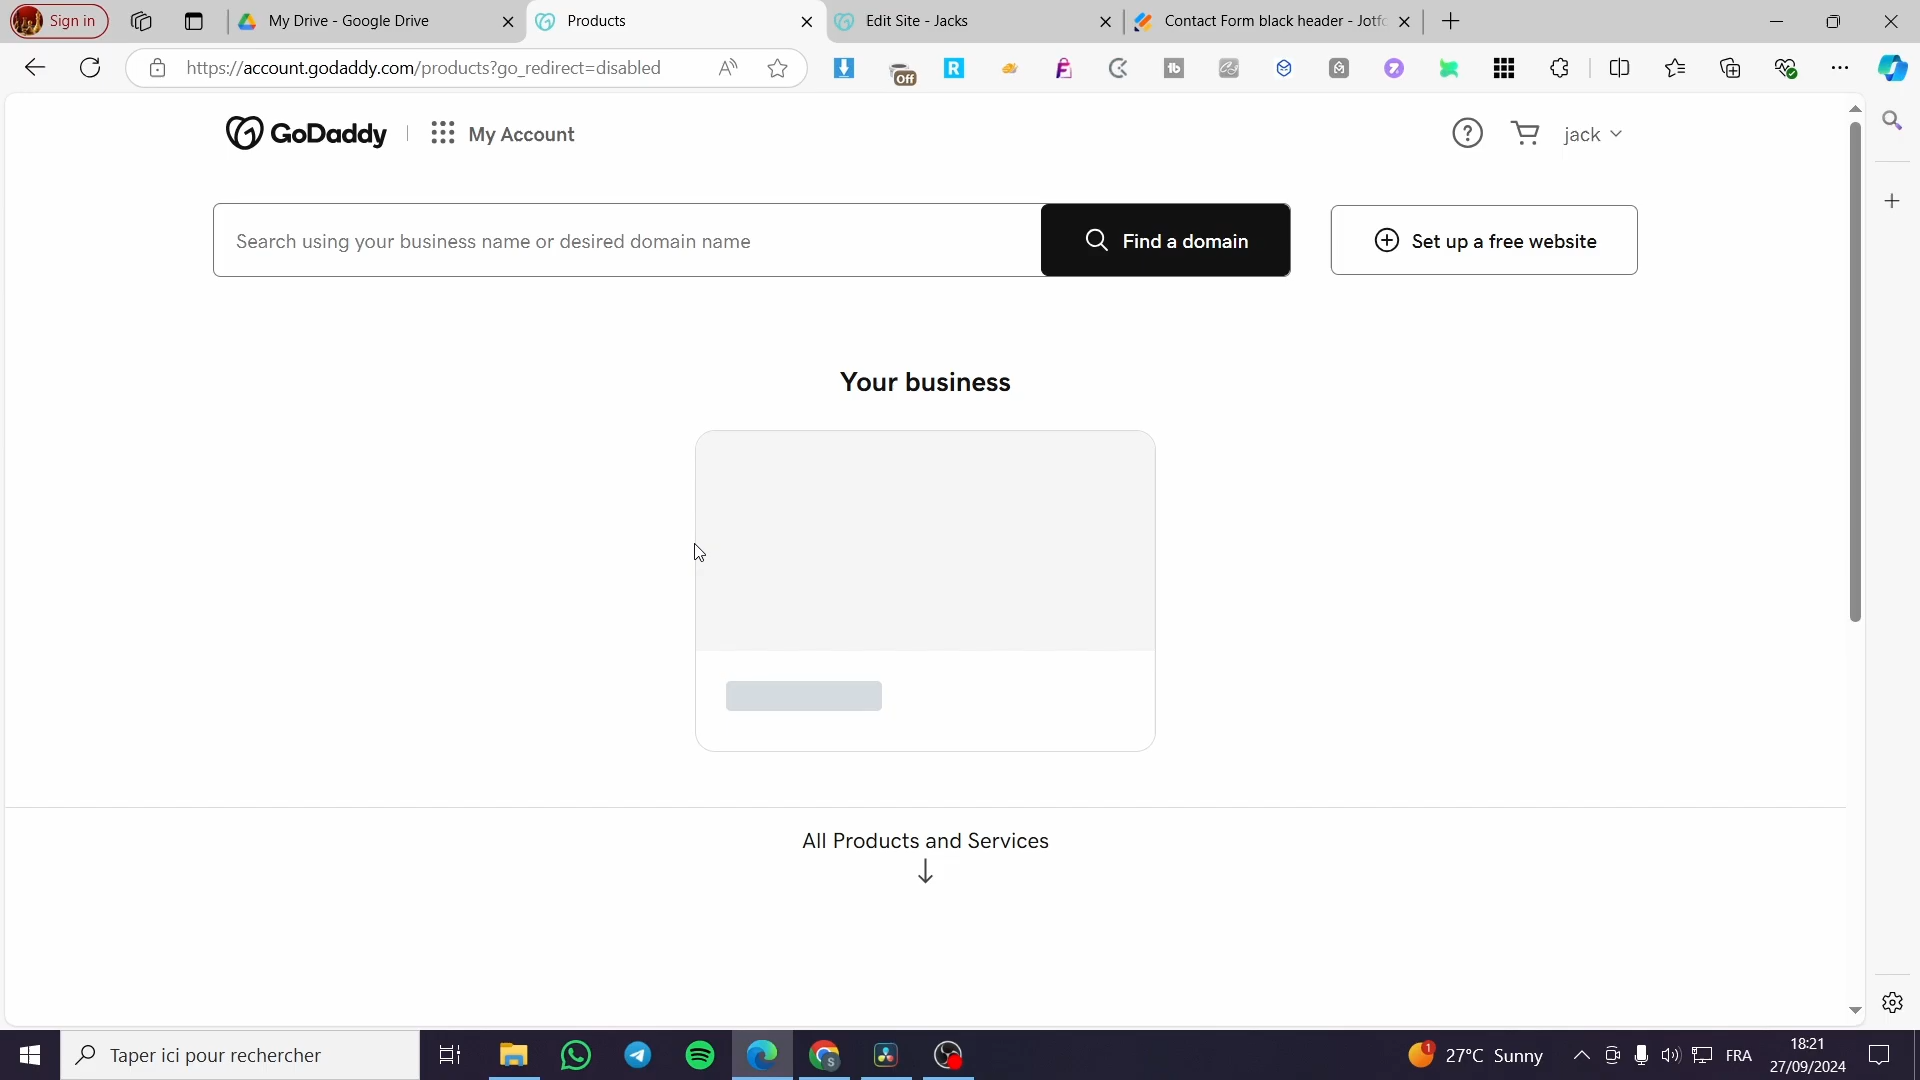 Sign in
My Drive - Google Drive
Products
Edit Site - Jacks
Contact Form black header - Jotfo
https://account.godaddy.com/products?go_redirect=disabled
Off
GoDaddy
My Account
jack
Search using your business name or desired domain name
Find a domain
Set up a free website
Your business
All Products and Services
Taper ici pour rechercher
1
27°C Sunny
FRA
18:21
27/09/2024